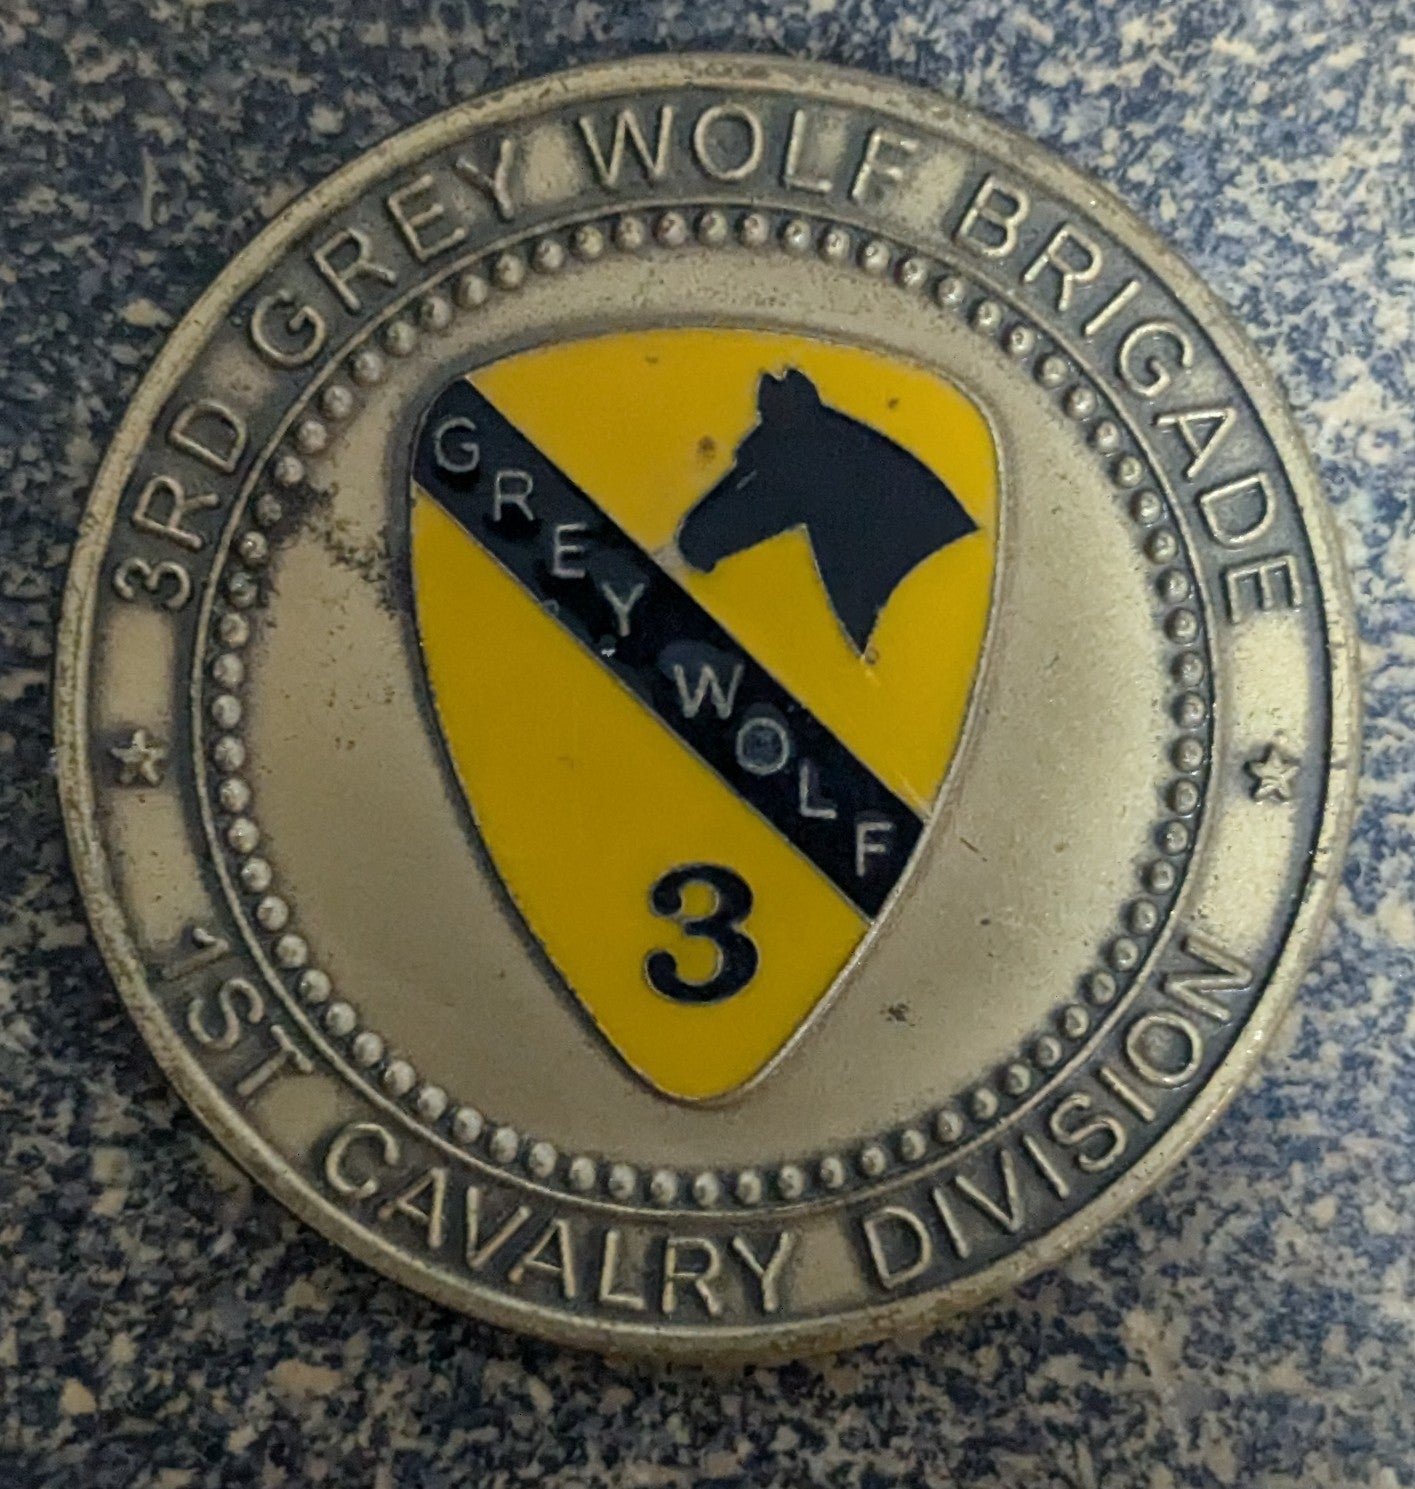 3RD GREY WOLF BRIGADE
GREY WOLF
3
1ST CAVALRY DIVISION